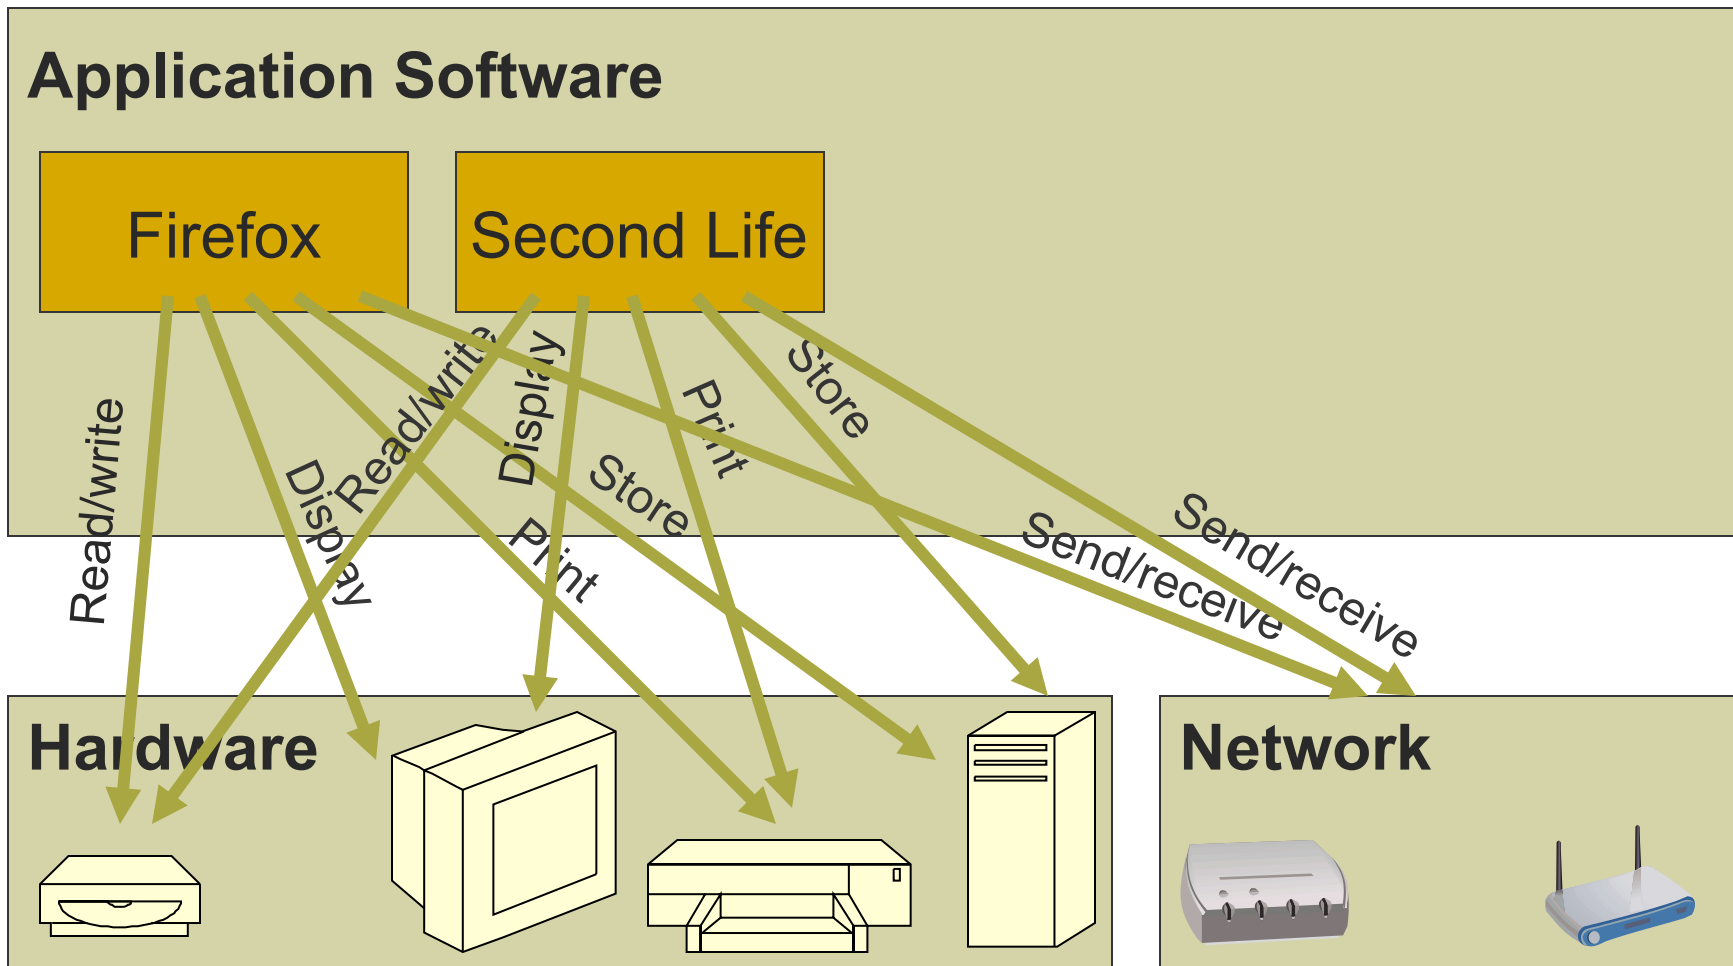 Application Software
Firefox
Second Life
Read/write
Display
Print
Store
Send/receive
Read/write
Display
Print
Store
Send/receive
Hardware
Network